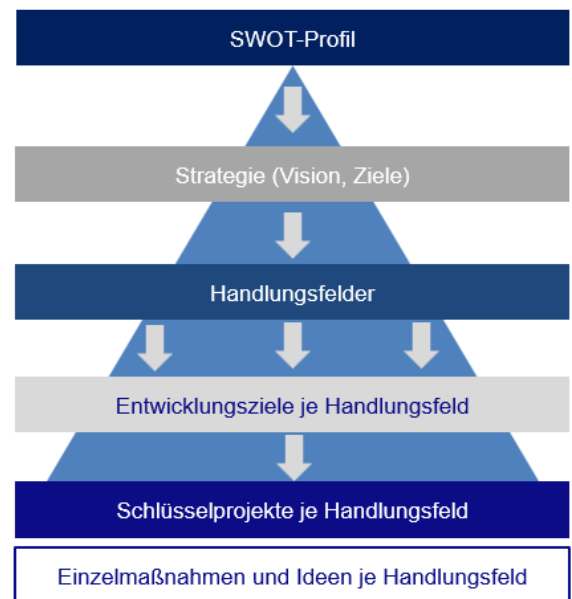 SWOT-Profil
Strategie (Vision, Ziele)
Handlungsfelder
Entwicklungsziele je Handlungsfeld
Schlüsselprojekte je Handlungsfeld
Einzelmaßnahmen und Ideen je Handlungsfeld